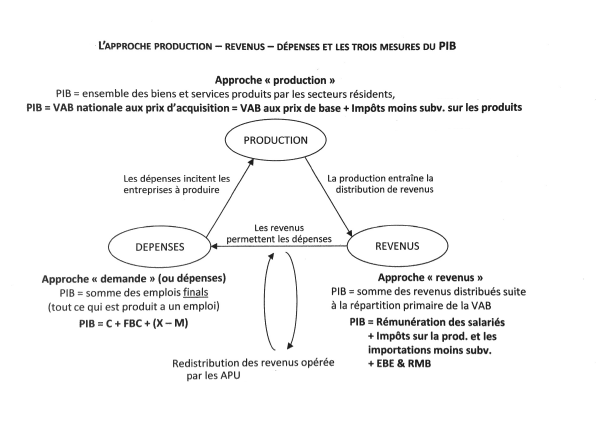 L'APPROCHE PRODUCTION – REVENUS – DÉPENSES ET LES TROIS MESURES DU PIB
Approche « production »
PIB = ensemble des biens et services produits par les secteurs résidents,
PIB = VAB nationale aux prix d'acquisition = VAB aux prix de base + Impôts moins subv. sur les produits
PRODUCTION
Les dépenses incitent les
entreprises à produire
La production entraîne la
distribution de revenu
Les revenus
permettent les dépenses
DEPENSES
REVENUS
Approche « demande » (ou dépenses)
PIB = somme des emplois finals
(tout ce qui est produit a un emploi)
PIB = C + FBC + (X – M)
Approche « revenus »
PIB = somme des revenus distribués suite
à la répartition primaire de la VAB
PIB = Rémunération des salariés
+ Impôts sur la prod. et les
importations moins subv.
+ EBE & RMB
Redistribution des revenus opérée
par les APU